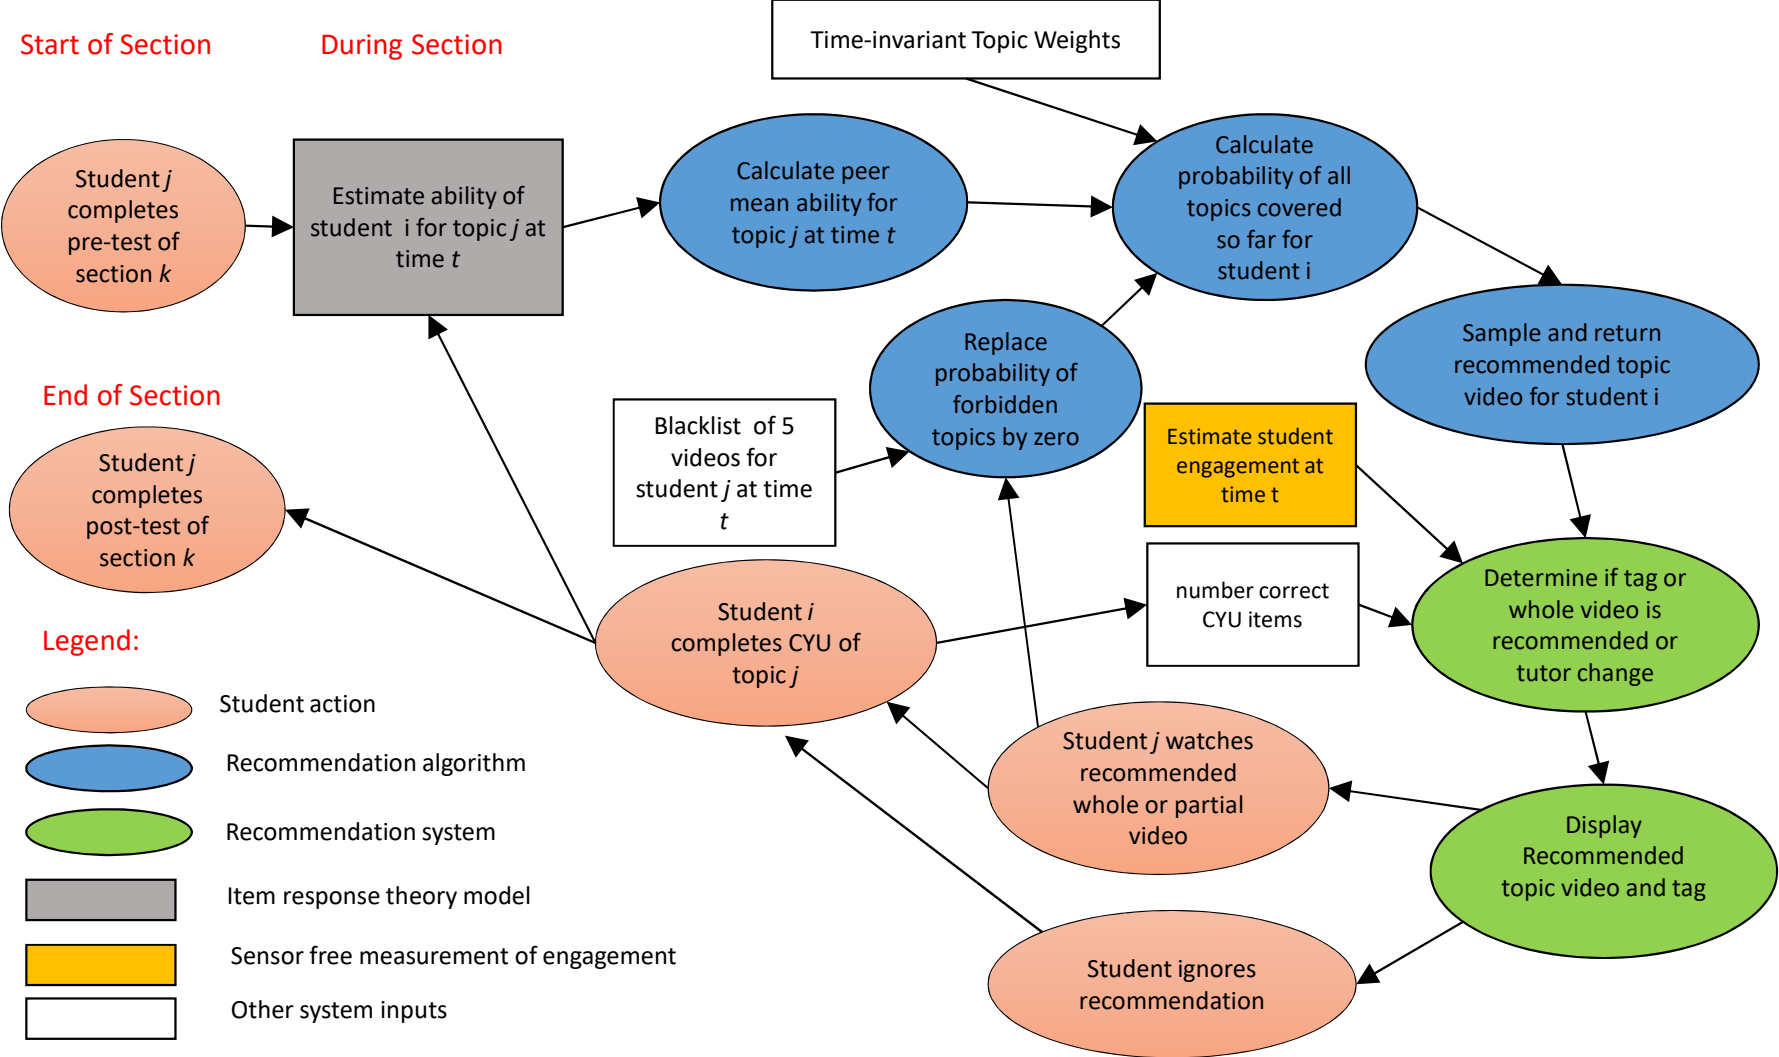 Start of Section
During Section
Time-invariant Topic Weights
Student j
completes
pre-test of
section k
Estimate ability of
student  i for topic j at
time t
Calculate peer
mean ability for
topic j at time t
Calculate
probability of all
topics covered
so far for
student i
Sample and return
recommended topic
video for student i
Replace
probability of
forbidden
topics by zero
Blacklist  of 5
videos for
student j at time
t
Estimate student
engagement at
time t
End of Section
Student j
completes
post-test of
section k
Student i
completes CYU of
topic j
number correct
CYU items
Determine if tag or
whole video is
recommended or
tutor change
Student j watches
recommended
whole or partial
video
Display
Recommended
topic video and tag
Student ignores
recommendation
Legend:
Student action
Recommendation algorithm
Recommendation system
Item response theory model
Sensor free measurement of engagement
Other system inputs